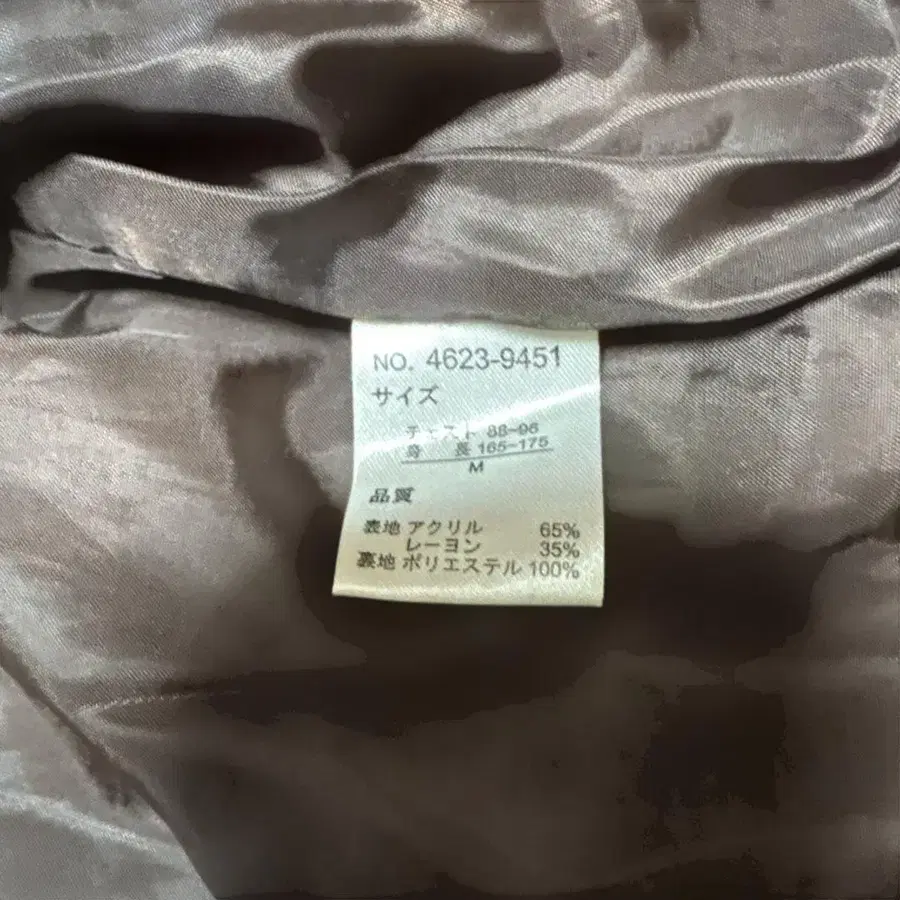 NO. 4623-9451
サイズ
チェスト 88-96
身 長 165-175
M
品質
表地 アクリル 65%
レーヨン 35%
裏地 ポリエステル 100%